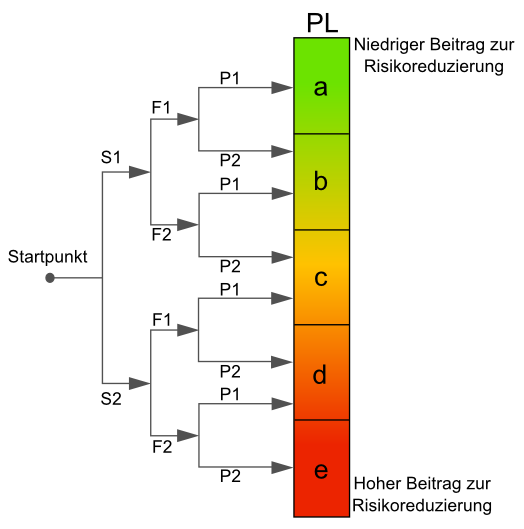 PL
Niedriger Beitrag zur
Risikoreduzierung
P1
a
F1
S1
P2
P1
b
F2
Startpunkt
P2
c
P1
F1
P2
d
S2
P1
F2
P2
e
Hoher Beitrag zur
Risikoreduzierung